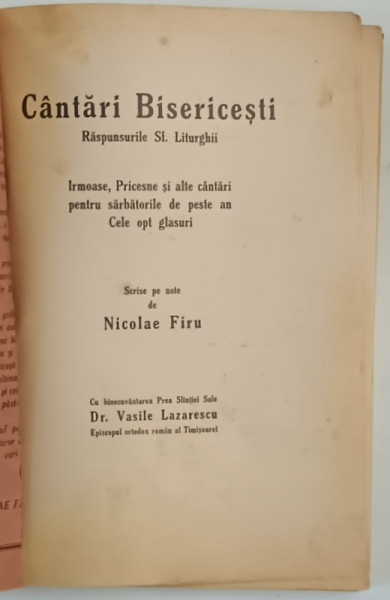 Cântări Bisericești
Răspunsurile Sf. Liturghii
Irmoase, Pricesne și alte cântări
pentru sărbătorile de peste an
Cele opt glasuri
Scrise pe note
de
Nicolae Firu
Cu binecuvântarea Prea Sfinției Sale
Dr. Vasile Lazarescu
Episcopul ortodox român al Timișoarei